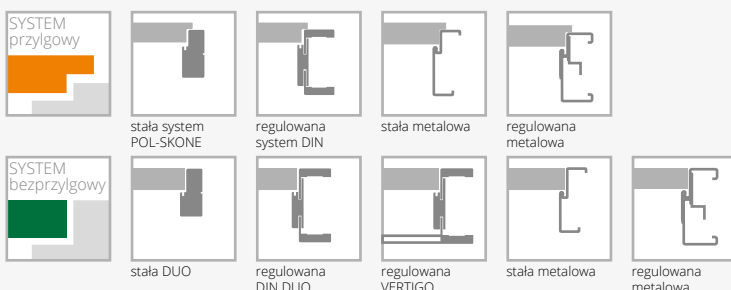 SYSTEM
przylgowy
stała system
POL-SKONE
regulowana
system DIN
stała metalowa
regulowana
metalowa
SYSTEM
bezprzylgowy
stała DUO
regulowana
DIN DUO
regulowana
VERTIGO
stała metalowa
regulowana
metalowa